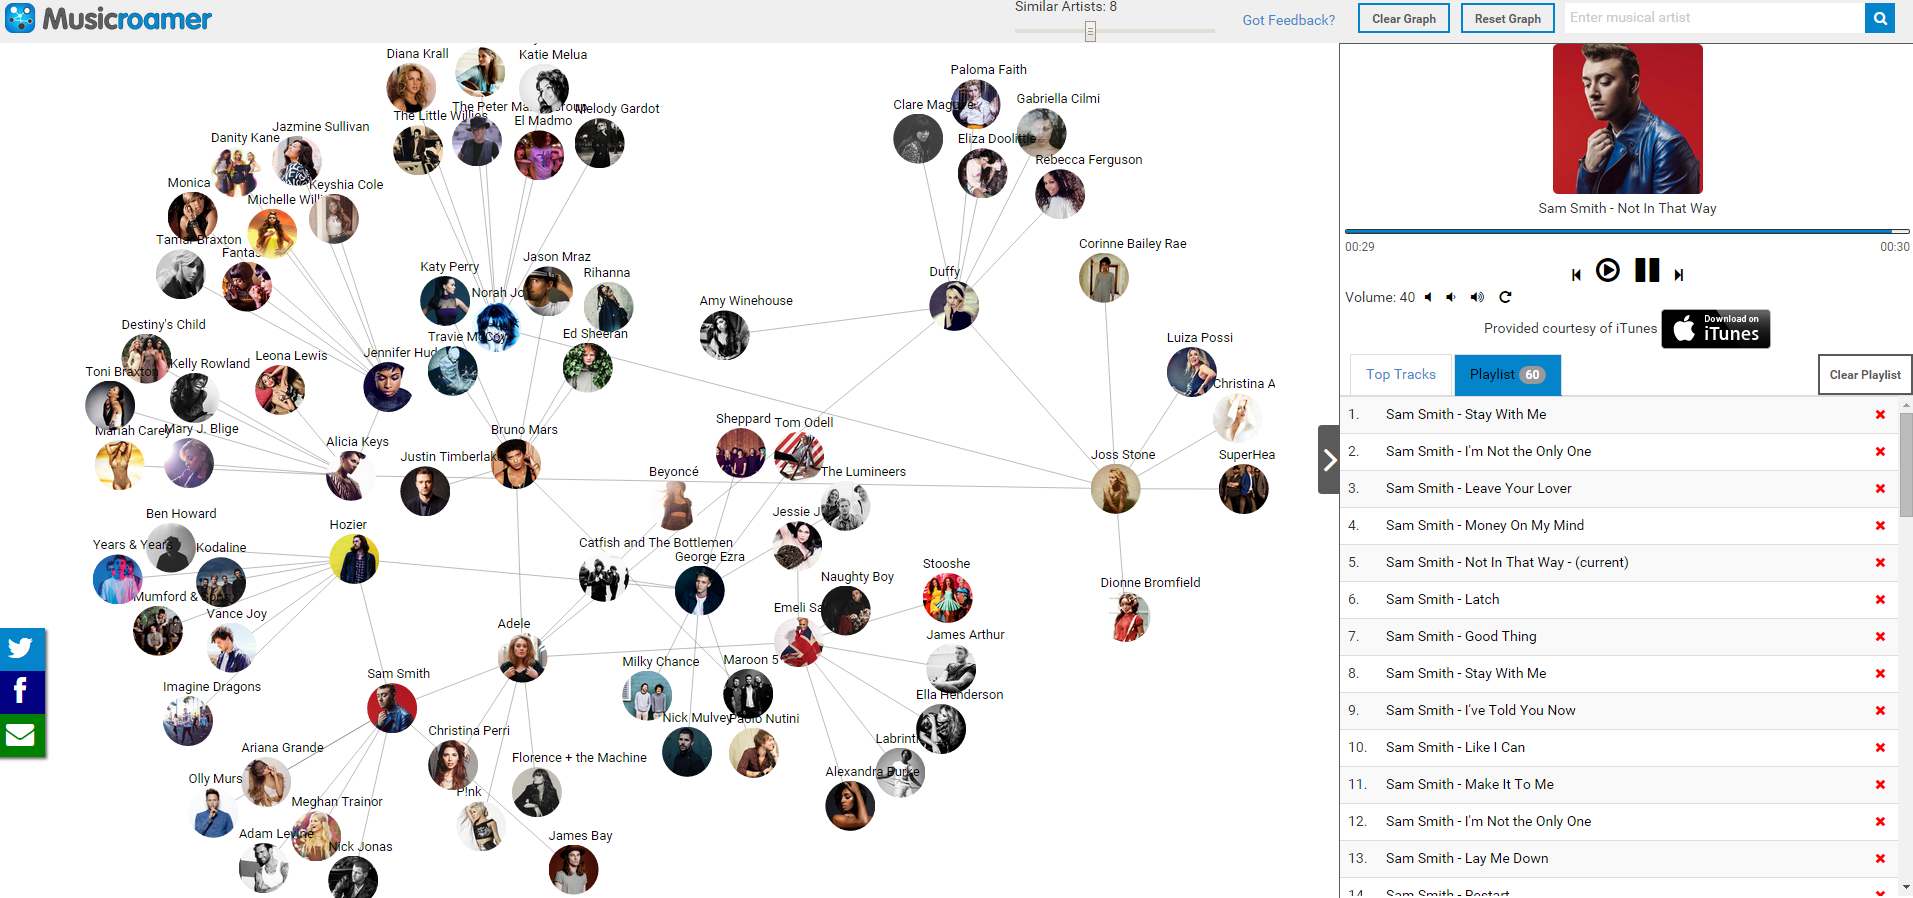 Musicroamer
Similar Artists: 8
Got Feedback?
Clear Graph
Reset Graph
Enter musical artist
Diana Krall
Katie Melua
The Little Willies
The Peter
Group
El Madmo
Melody Gardot
Paloma Faith
Clare
Gabriella Cilmi
Eliza Doolittle
Rebecca Ferguson
Danity Kane
Jazmine Sullivan
Monica
Michelle
Keyshia Cole
Tamar Braxton
Katy Perry
Norah
Jason Mraz
Rihanna
Travie McCoy
Ed Sheeran
Amy Winehouse
Duffy
Corinne Bailey Rae
Luiza Possi
Christina A
Destiny's Child
Kelly Rowland
Leona Lewis
Jennifer
Toni Braxton
Mariah Carey
Mary J. Blige
Alicia Keys
Justin Timberlake
Bruno Mars
Sheppard
Tom Odell
Beyoncé
The Lumineers
Joss Stone
SuperHea
Ben Howard
Hozier
Years & Years
Kodaline
Catfish and The Bottlemen
George Ezra
Jessie J
Mumford &
Vance Joy
Naughty Boy
Stooshe
Dionne Bromfield
Emeli
James Arthur
Adele
Milky Chance
Maroon 5
Ella Henderson
Imagine Dragons
Sam Smith
Nick Mulvey
Paolo Nutini
Christina Perri
Labrint
Ariana Grande
Florence + the Machine
Alexandra Burke
Olly Murs
Meghan Trainor
P!nk
Adam Levine
Nick Jonas
James Bay
Sam Smith - Not In That Way
00:29
00:30
Volume: 40
Provided courtesy of iTunes
Download on
iTunes
Top Tracks
Playlist 60
Clear Playlist
1. Sam Smith - Stay With Me
2. Sam Smith - I'm Not the Only One
3. Sam Smith - Leave Your Lover
4. Sam Smith - Money On My Mind
5. Sam Smith - Not In That Way - (current)
6. Sam Smith - Latch
7. Sam Smith - Good Thing
8. Sam Smith - Stay With Me
9. Sam Smith - I've Told You Now
10. Sam Smith - Like I Can
11. Sam Smith - Make It To Me
12. Sam Smith - I'm Not the Only One
13. Sam Smith - Lay Me Down
14. Sam Smith - Restart